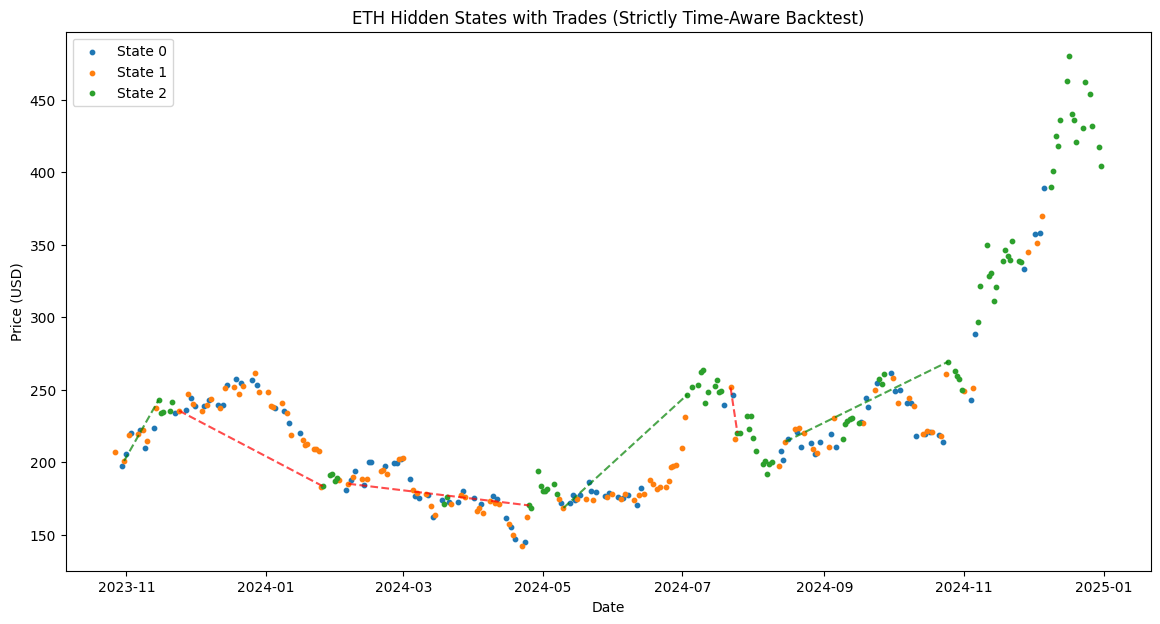 ETH Hidden States with Trades (Strictly Time-Aware Backtest)
State 0
State 1
State 2
Price (USD)
450
400
350
300
250
200
150
2023-11
2024-01
2024-03
2024-05
2024-07
2024-09
2024-11
2025-01
Date